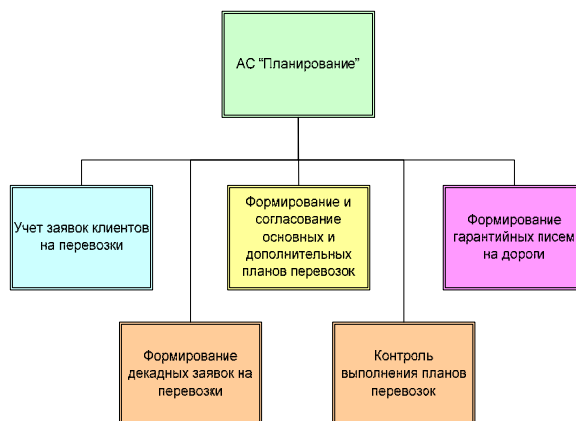 АС “Планирование”
Учет заявок клиентов
на перевозки
Формирование и
согласование
основных и
дополнительных
планов перевозок
Формирование
гарантийных писем
на дороги
Формирование
декадных заявок на
перевозки
Контроль
выполнения планов
перевозок